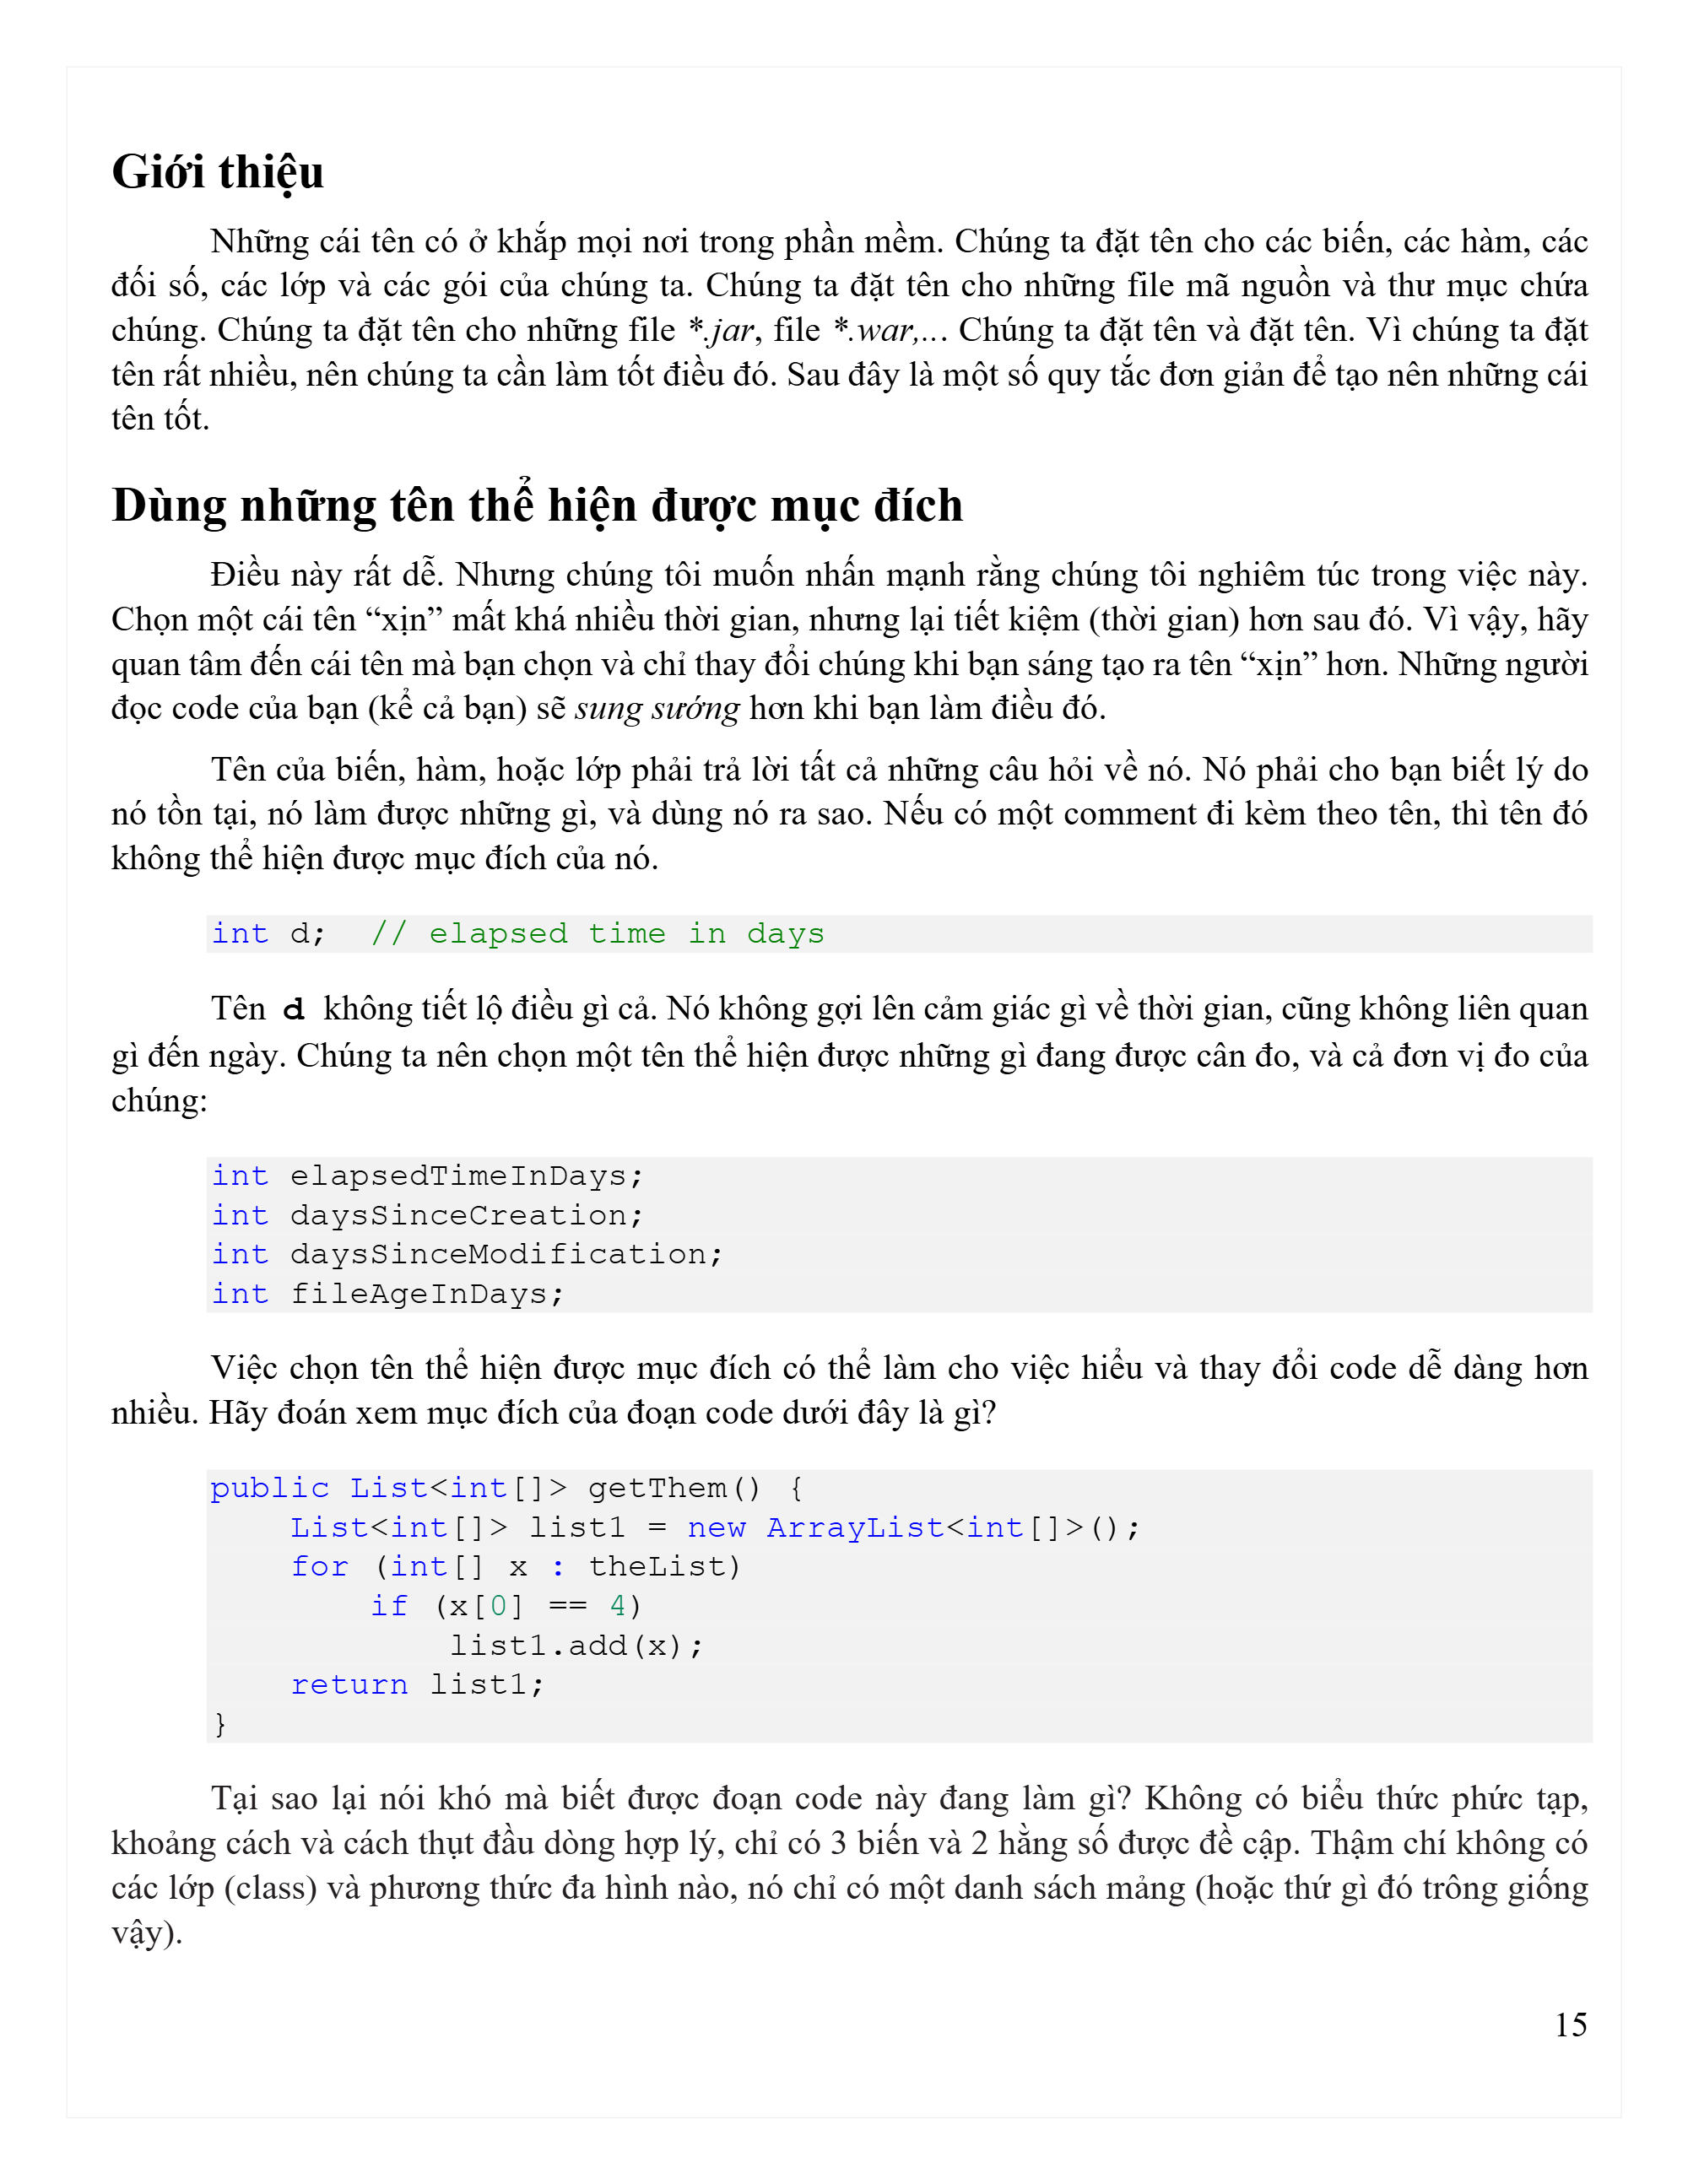 Giới thiệu
Những cái tên có ở khắp mọi nơi trong phần mềm. Chúng ta đặt tên cho các biến, các hàm, các
đối số, các lớp và các gói của chúng ta. Chúng ta đặt tên cho những file mã nguồn và thư mục chứa
chúng. Chúng ta đặt tên cho những file *.jar, file *.war,... Chúng ta đặt tên và đặt tên. Vì chúng ta đặt
tên rất nhiều, nên chúng ta cần làm tốt điều đó. Sau đây là một số quy tắc đơn giản để tạo nên những cái
tên tốt.
Dùng những tên thể hiện được mục đích
Điều này rất dễ. Nhưng chúng tôi muốn nhấn mạnh rằng chúng tôi nghiêm túc trong việc này.
Chọn một cái tên “xịn” mất khá nhiều thời gian, nhưng lại tiết kiệm (thời gian) hơn sau đó. Vì vậy, hãy
quan tâm đến cái tên mà bạn chọn và chỉ thay đổi chúng khi bạn sáng tạo ra tên “xịn” hơn. Những người
đọc code của bạn (kể cả bạn) sẽ sung sướng hơn khi bạn làm điều đó.
Tên của biến, hàm, hoặc lớp phải trả lời tất cả những câu hỏi về nó. Nó phải cho bạn biết lý do
nó tồn tại, nó làm được những gì, và dùng nó ra sao. Nếu có một comment đi kèm theo tên, thì tên đó
không thể hiện được mục đích của nó.
int d;  // elapsed time in days
Tên d không tiết lộ điều gì cả. Nó không gợi lên cảm giác gì về thời gian, cũng không liên quan
gì đến ngày. Chúng ta nên chọn một tên thể hiện được những gì đang được cân đo, và cả đơn vị đo của
chúng:
int elapsedTimeInDays;
int daysSinceCreation;
int daysSinceModification;
int fileAgeInDays;
Việc chọn tên thể hiện được mục đích có thể làm cho việc hiểu và thay đổi code dễ dàng hơn
nhiều. Hãy đoán xem mục đích của đoạn code dưới đây là gì?
public List<int[]> getThem() {
    List<int[]> list1 = new ArrayList<int[]>();
    for (int[] x : theList)
        if (x[0] == 4)
            list1.add(x);
    return list1;
}
Tại sao lại nói khó mà biết được đoạn code này đang làm gì? Không có biểu thức phức tạp,
khoảng cách và cách thụt đầu dòng hợp lý, chỉ có 3 biến và 2 hằng số được đề cập. Thậm chí không có
các lớp (class) và phương thức đa hình nào, nó chỉ có một danh sách mảng (hoặc thứ gì đó trông giống
vậy).
15